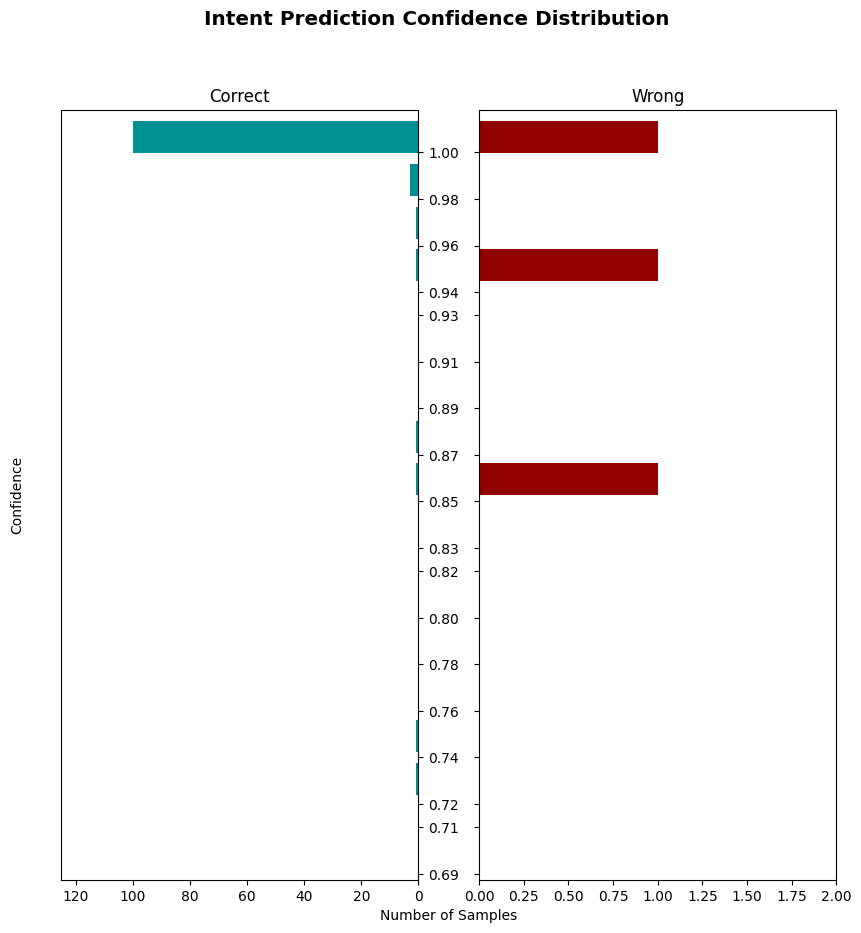 Intent Prediction Confidence Distribution
Correct
Wrong
1.00
0.98
0.96
0.94
0.93
0.91
0.89
0.87
0.85
0.83
0.82
0.80
0.78
0.76
0.74
0.72
0.71
0.69
Confidence
120 100 80 60 40 20 0
0.00 0.25 0.50 0.75 1.00 1.25 1.50 1.75 2.00
Number of Samples